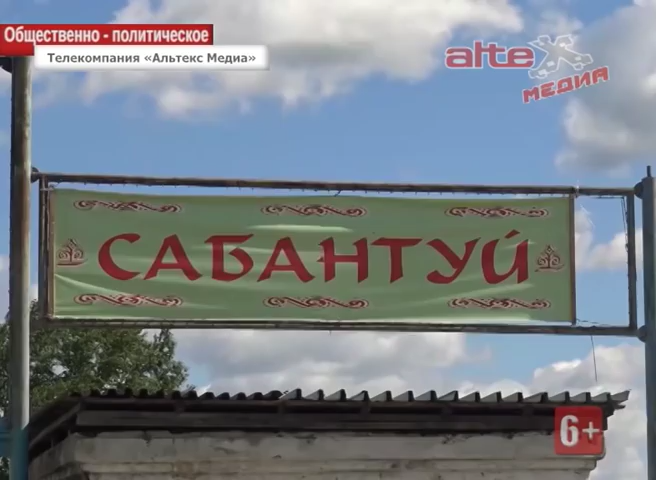 Общественно - политическое
Телекомпания «Альтекс Медиа»
alteX
медиа
САБАНТУЙ
6+